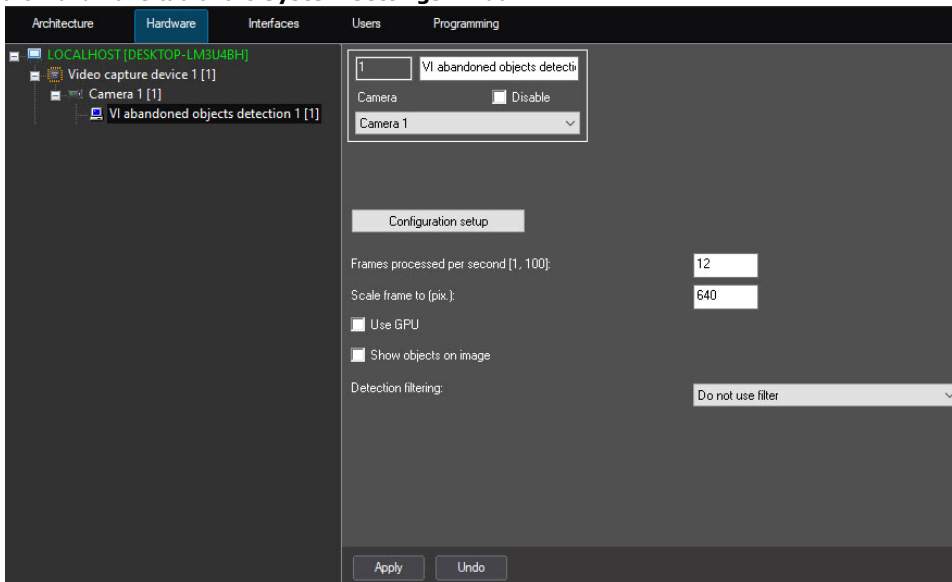 Architecture Hardware Interfaces Users Programming
LOCALHOST [DESKTOP-LM3U4BH]
Video capture device 1 [1]
Camera 1 [1]
VI abandoned objects detection 1 [1]
1 VI abandoned objects detecti
Camera Disable
Camera 1
Configuration setup
Frames processed per second [1, 100]: 12
Scale frame to (pix.): 640
Use GPU
Show objects on image
Detection filtering: Do not use filter
Apply Undo